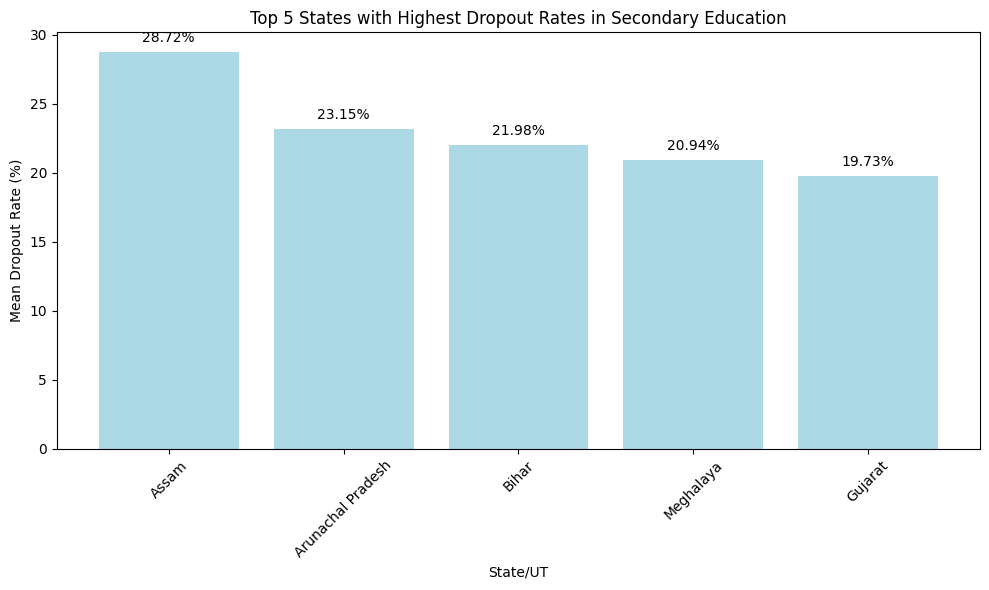 Top 5 States with Highest Dropout Rates in Secondary Education
Mean Dropout Rate (%)
30
25
20
15
10
5
0
28.72%
23.15%
21.98%
20.94%
19.73%
Assam
Arunachal Pradesh
Bihar
Meghalaya
Gujarat
State/UT